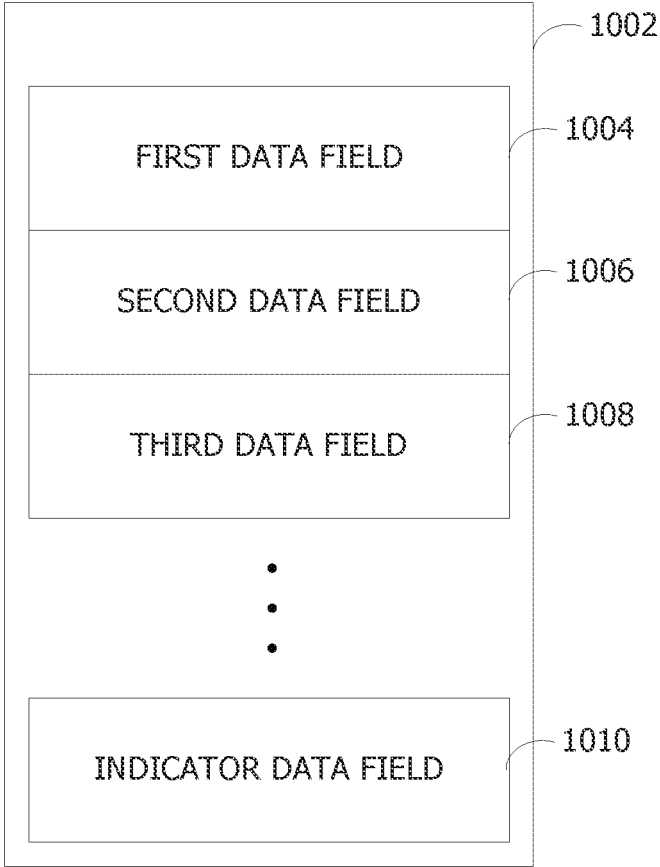 1002
FIRST DATA FIELD
1004
SECOND DATA FIELD
1006
THIRD DATA FIELD
1008
INDICATOR DATA FIELD
1010